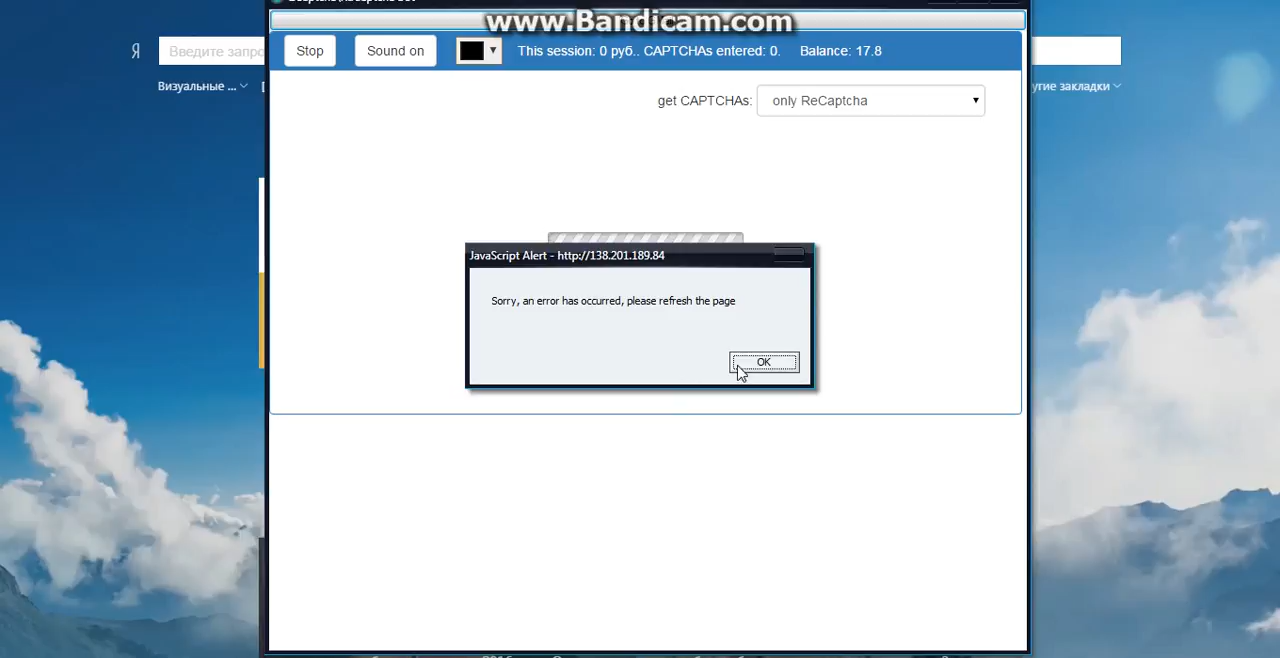 www.Bandicam.com
Я
Введите запро
Stop
Sound on
This session: 0 руб.. CAPTCHAs entered: 0.
Balance: 17.8
Визуальные ...
угие закладки
get CAPTCHAs:
only ReCaptcha
JavaScript Alert - http://138.201.189.84
Sorry, an error has occurred, please refresh the page
OK